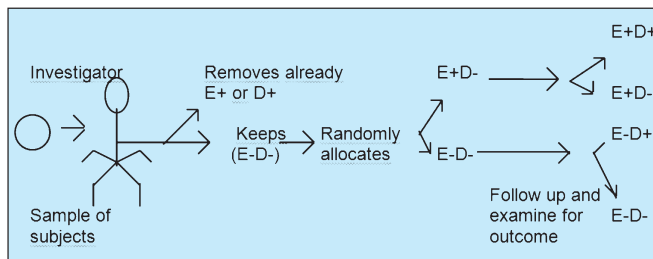 Investigator
Sample of
subjects
Removes already
E+ or D+
Keeps
(E-D-)
Randomly
allocates
E+D-
E-D-
E+D+
E+D-
E-D+
E-D-
Follow up and
examine for
outcome